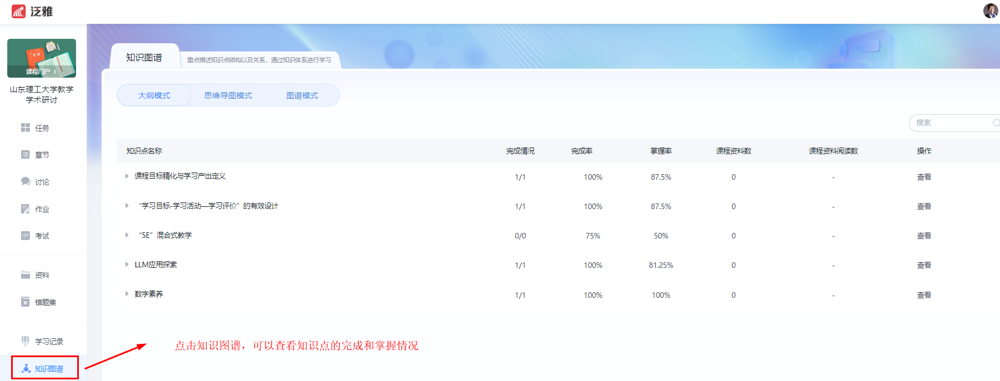 泛雅
课程门户 >
山东理工大学教学
学术研讨
任务
章节
讨论
作业
考试
资料
错题集
学习记录
知识图谱
知识图谱
重点描述知识点结构以及关系，通过知识体系进行学习
大纲模式 思维导图模式 图谱模式
搜索
知识点名称 完成情况 完成率 掌握率 课程资料数 课程资料阅读数 操作
课程目标精化与学习产出定义 1/1 100% 87.5% 0 - 查看
“学习目标-学习活动—学习评价”的有效设计 1/1 100% 87.5% 0 - 查看
“5E”混合式教学 0/0 75% 50% 0 - 查看
LLM应用探索 1/1 100% 81.25% 0 - 查看
数字素养 1/1 100% 100% 0 - 查看
点击知识图谱，可以查看知识点的完成和掌握情况